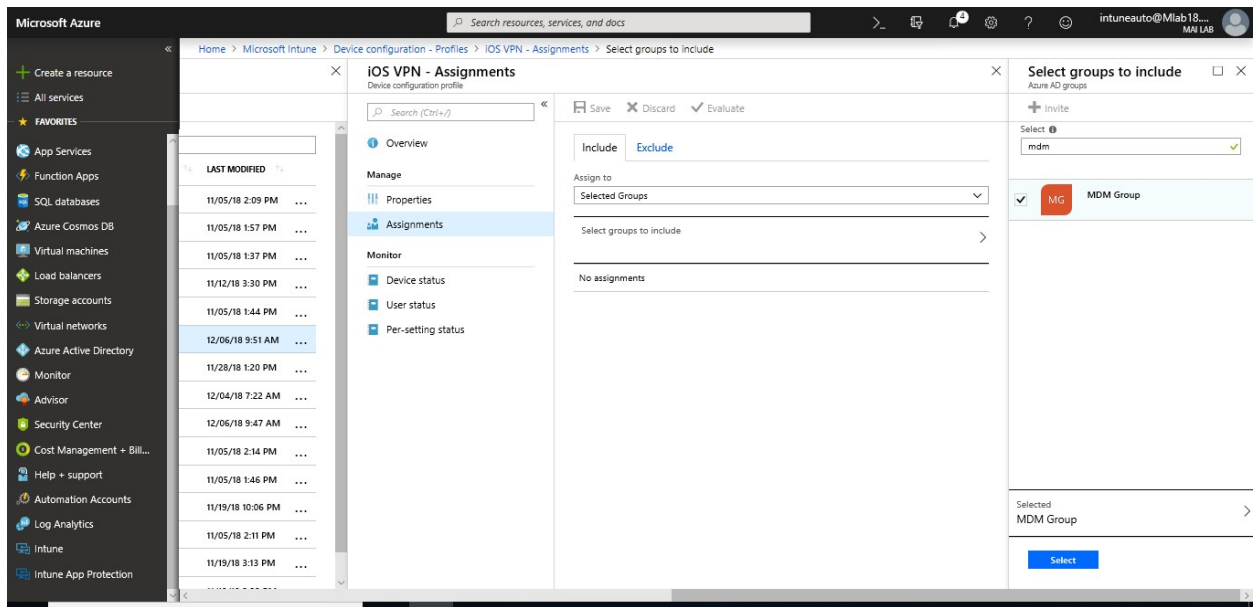 Microsoft Azure
Search resources, services, and docs
4
intuneauto@Mlab18....
MAI LAB
Home > Microsoft Intune > Device configuration - Profiles > iOS VPN - Assignments > Select groups to include
Create a resource
All services
FAVORITES
App Services
Function Apps
SQL databases
Azure Cosmos DB
Virtual machines
Load balancers
Storage accounts
Virtual networks
Azure Active Directory
Monitor
Advisor
Security Center
Cost Management + Bill...
Help + support
Automation Accounts
Log Analytics
Intune
Intune App Protection
LAST MODIFIED
11/05/18 2:09 PM ...
11/05/18 1:57 PM ...
11/05/18 1:37 PM ...
11/12/18 3:30 PM ...
11/05/18 1:44 PM ...
12/06/18 9:51 AM ...
11/28/18 1:20 PM ...
12/04/18 7:22 AM ...
12/06/18 9:47 AM ...
11/05/18 2:14 PM ...
11/05/18 1:46 PM ...
11/19/18 10:06 PM ...
11/05/18 2:11 PM ...
11/19/18 3:13 PM ...
iOS VPN - Assignments
Device configuration profile
Search (Ctrl+/)
Overview
Manage
Properties
Assignments
Monitor
Device status
User status
Per-setting status
Save Discard Evaluate
Include Exclude
Assign to
Selected Groups
Select groups to include
No assignments
Select groups to include
Azure AD groups
Invite
Select
mdm
MG MDM Group
Selected
MDM Group
Select